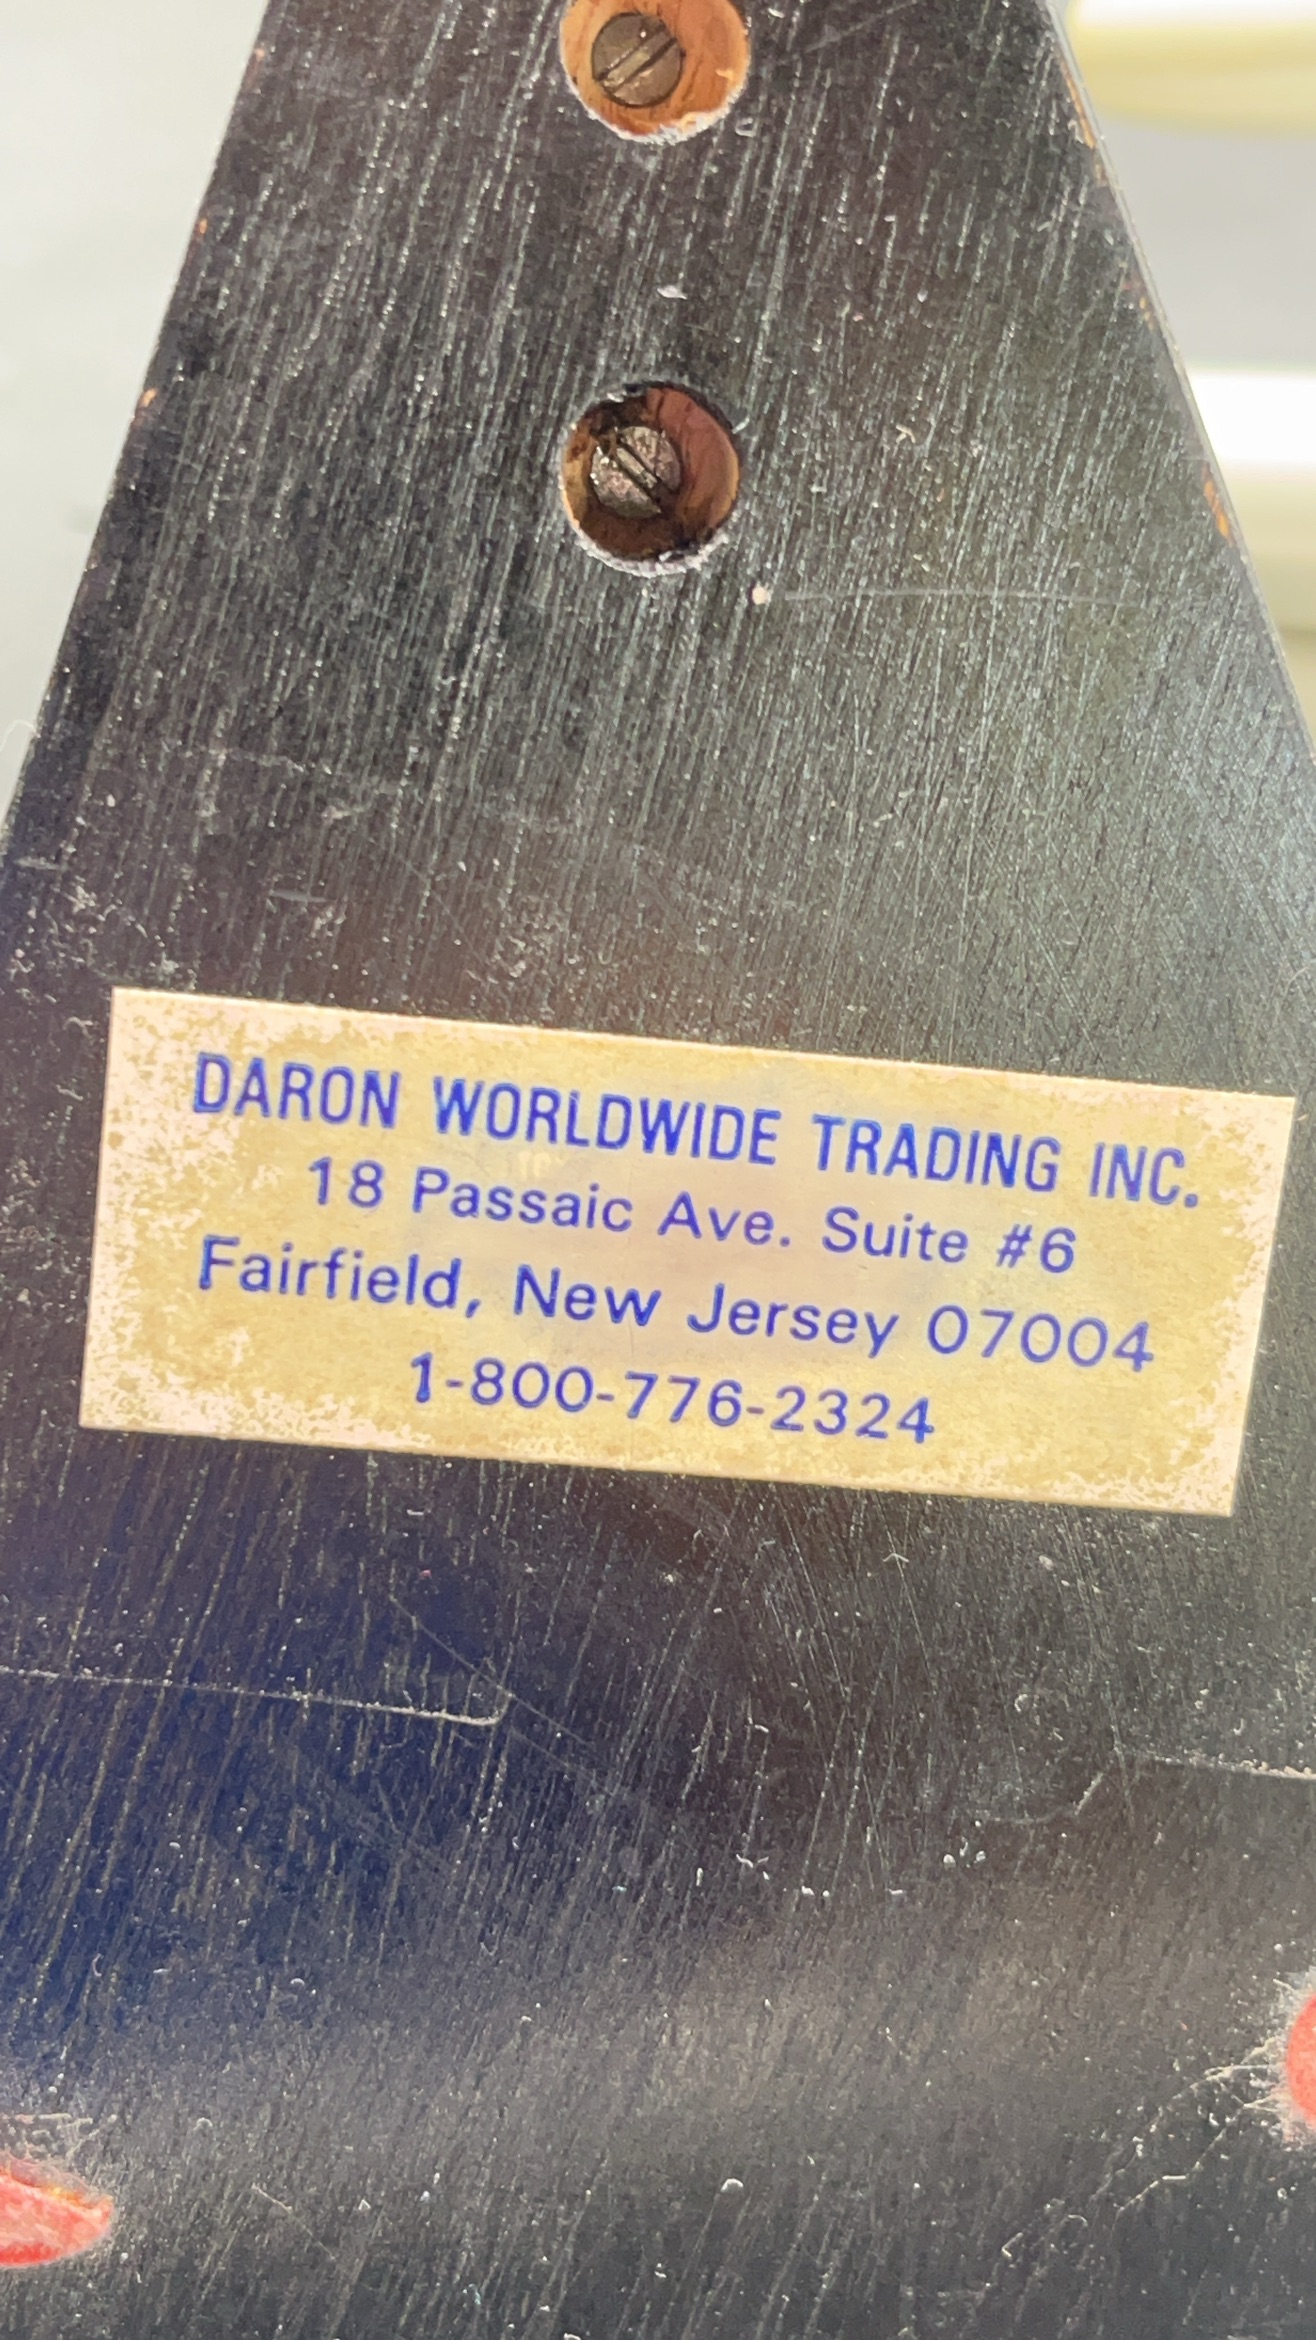 DARON WORLDWIDE TRADING INC.
18 Passaic Ave. Suite #6
Fairfield, New Jersey 07004
1-800-776-2324